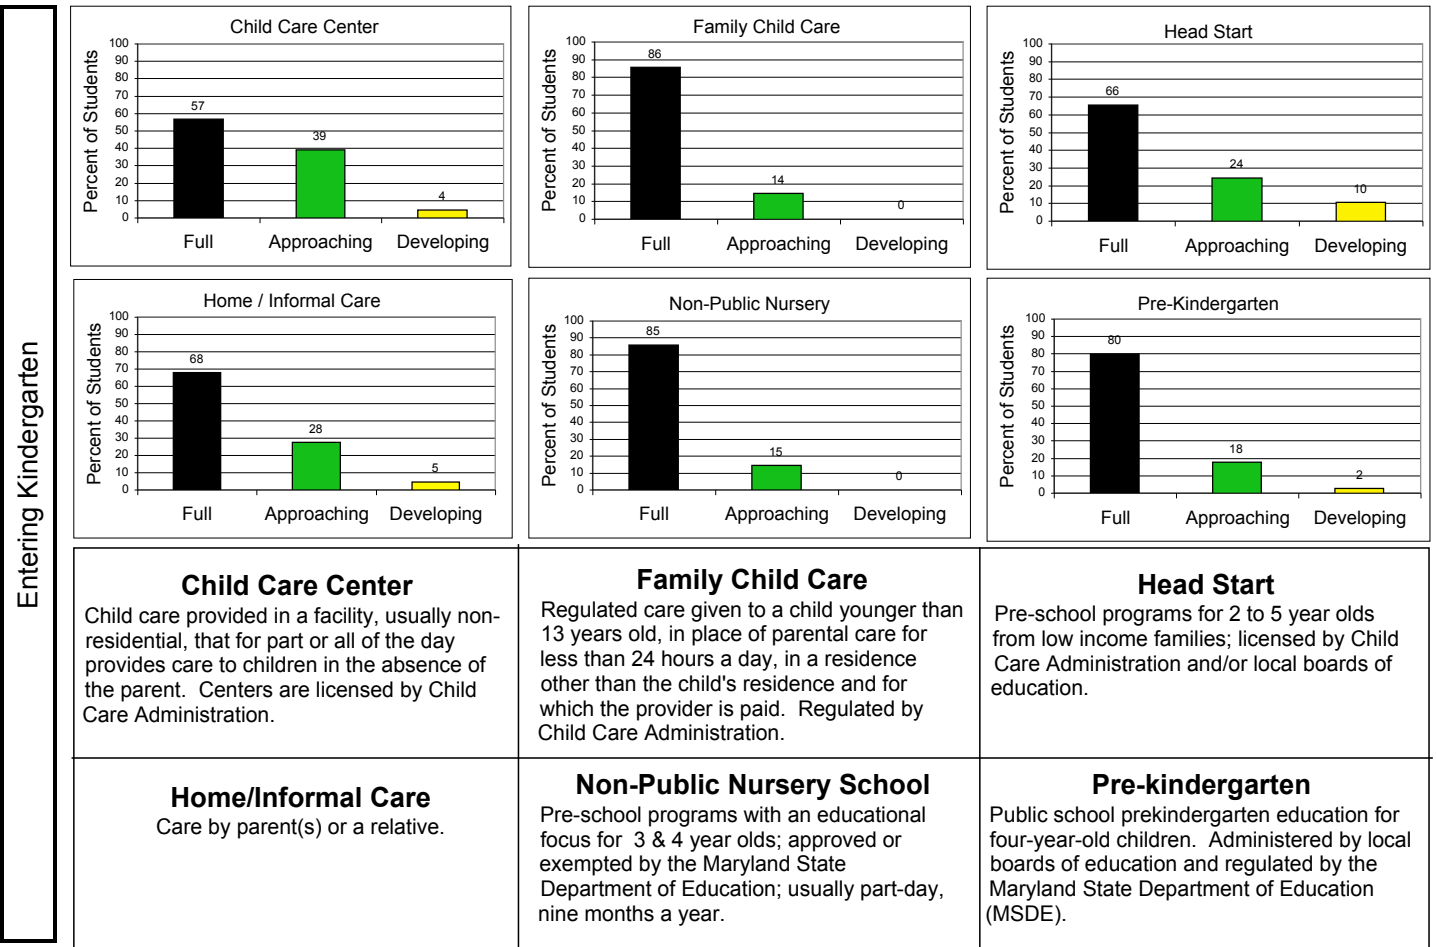 Entering Kindergarten
Child Care Center
Percent of Students
100
90
80
70
60
50
40
30
20
10
0
57
39
4
Full Approaching Developing
Family Child Care
Percent of Students
100
90
80
70
60
50
40
30
20
10
0
86
14
0
Full Approaching Developing
Head Start
Percent of Students
100
90
80
70
60
50
40
30
20
10
0
66
24
10
Full Approaching Developing
Home / Informal Care
Percent of Students
100
90
80
70
60
50
40
30
20
10
0
68
28
5
Full Approaching Developing
Non-Public Nursery
Percent of Students
100
90
80
70
60
50
40
30
20
10
0
85
15
0
Full Approaching Developing
Pre-Kindergarten
Percent of Students
100
90
80
70
60
50
40
30
20
10
0
80
18
2
Full Approaching Developing
Child Care Center
Child care provided in a facility, usually non-
residential, that for part or all of the day
provides care to children in the absence of
the parent.  Centers are licensed by Child
Care Administration.
Family Child Care
Regulated care given to a child younger than
13 years old, in place of parental care for
less than 24 hours a day, in a residence
other than the child's residence and for
which the provider is paid.  Regulated by
Child Care Administration.
Head Start
Pre-school programs for 2 to 5 year olds
from low income families; licensed by Child
Care Administration and/or local boards of
education.
Home/Informal Care
Care by parent(s) or a relative.
Non-Public Nursery School
Pre-school programs with an educational
focus for  3 & 4 year olds; approved or
exempted by the Maryland State
Department of Education; usually part-day,
nine months a year.
Pre-kindergarten
Public school prekindergarten education for
four-year-old children.  Administered by local
boards of education and regulated by the
Maryland State Department of Education
(MSDE).